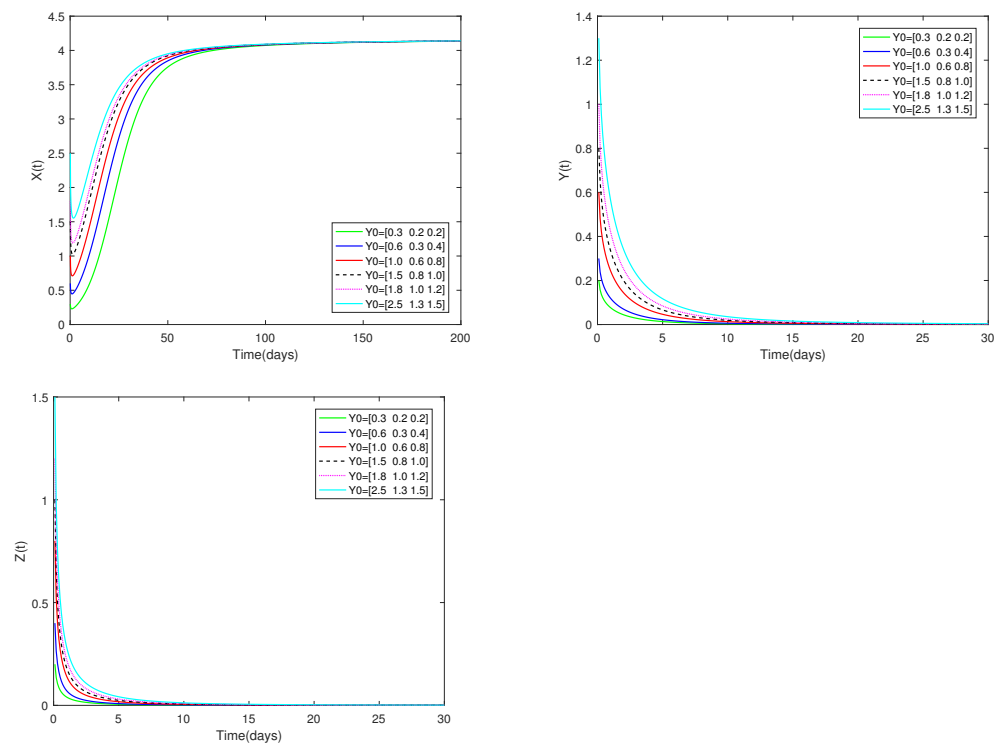 4.5
4
3.5
3
2.5
2
1.5
1
0.5
0
X(t)
0 50 100 150 200
Time(days)
Y0=[0.3 0.2 0.2]
Y0=[0.6 0.3 0.4]
Y0=[1.0 0.6 0.8]
Y0=[1.5 0.8 1.0]
Y0=[1.8 1.0 1.2]
Y0=[2.5 1.3 1.5]
1.4
1.2
1
0.8
0.6
0.4
0.2
0
Y(t)
0 5 10 15 20 25 30
Time(days)
Y0=[0.3 0.2 0.2]
Y0=[0.6 0.3 0.4]
Y0=[1.0 0.6 0.8]
Y0=[1.5 0.8 1.0]
Y0=[1.8 1.0 1.2]
Y0=[2.5 1.3 1.5]
1.5
1
0.5
0
Z(t)
0 5 10 15 20 25 30
Time(days)
Y0=[0.3 0.2 0.2]
Y0=[0.6 0.3 0.4]
Y0=[1.0 0.6 0.8]
Y0=[1.5 0.8 1.0]
Y0=[1.8 1.0 1.2]
Y0=[2.5 1.3 1.5]